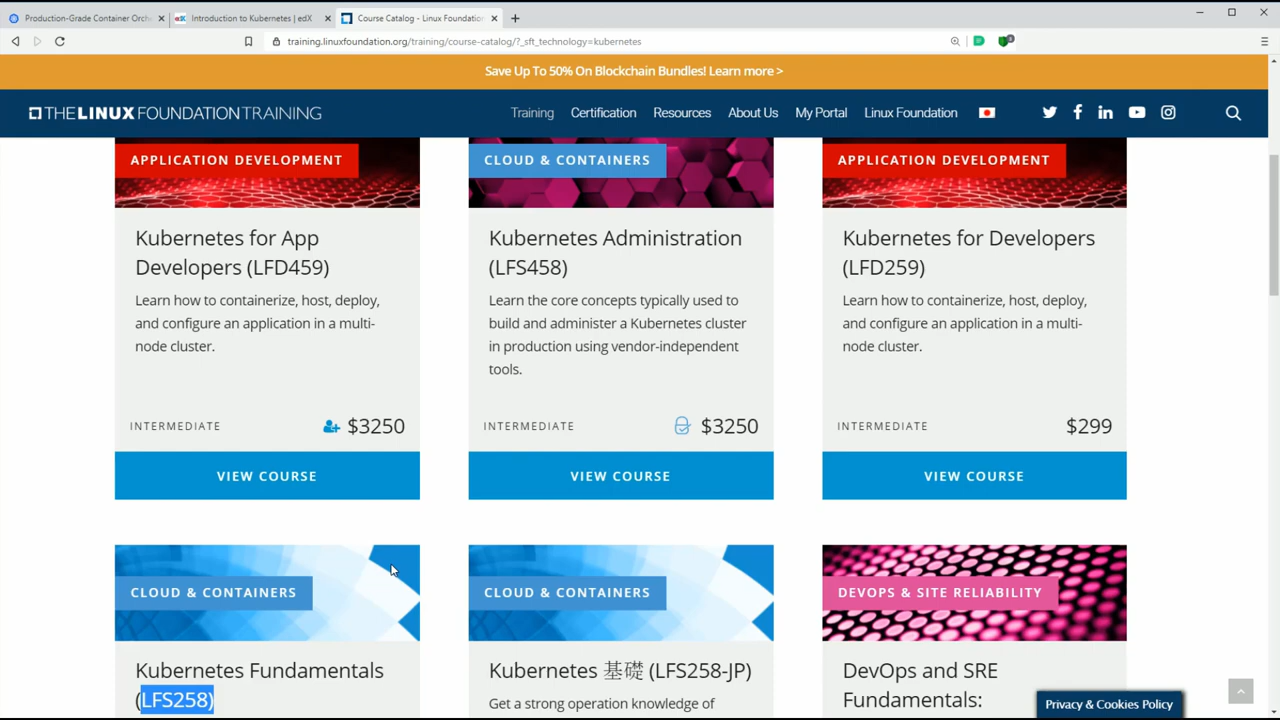 Production-Grade Container Orche
Introduction to Kubernetes | edX
Course Catalog - Linux Foundation
training.linuxfoundation.org/training/course-catalog/?_sft_technology=kubernetes
Save Up To 50% On Blockchain Bundles! Learn more >
THE LINUX FOUNDATION TRAINING
Training
Certification
Resources
About Us
My Portal
Linux Foundation
APPLICATION DEVELOPMENT
Kubernetes for App
Developers (LFD459)
Learn how to containerize, host, deploy,
and configure an application in a multi-
node cluster.
INTERMEDIATE
$3250
VIEW COURSE
CLOUD & CONTAINERS
Kubernetes Administration
(LFS458)
Learn the core concepts typically used to
build and administer a Kubernetes cluster
in production using vendor-independent
tools.
INTERMEDIATE
$3250
VIEW COURSE
APPLICATION DEVELOPMENT
Kubernetes for Developers
(LFD259)
Learn how to containerize, host, deploy,
and configure an application in a multi-
node cluster.
INTERMEDIATE
$299
VIEW COURSE
CLOUD & CONTAINERS
Kubernetes Fundamentals
(LFS258)
CLOUD & CONTAINERS
Kubernetes 基礎 (LFS258-JP)
Get a strong operation knowledge of
DEVOPS & SITE RELIABILITY
DevOps and SRE
Fundamentals:
Privacy & Cookies Policy